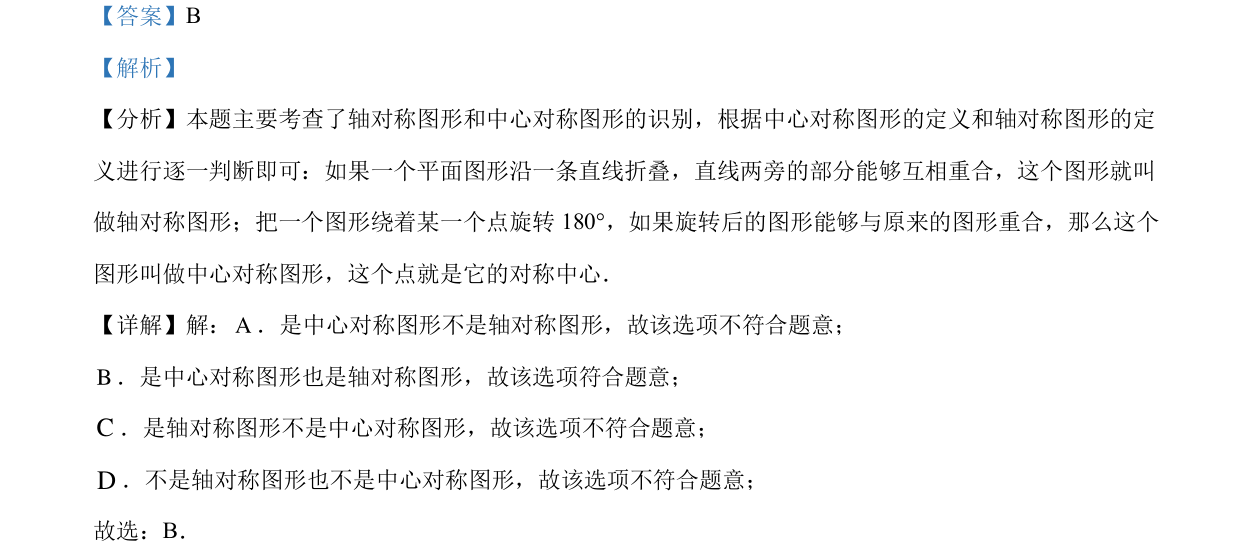 【答案】B
【解析】
【分析】本题主要考查了轴对称图形和中心对称图形的识别，根据中心对称图形的定义和轴对称图形的定
义进行逐一判断即可：如果一个平面图形沿一条直线折叠，直线两旁的部分能够互相重合，这个图形就叫
做轴对称图形；把一个图形绕着某一个点旋转 180°，如果旋转后的图形能够与原来的图形重合，那么这个
图形叫做中心对称图形，这个点就是它的对称中心．
【详解】解：A．是中心对称图形不是轴对称图形，故该选项不符合题意；
B．是中心对称图形也是轴对称图形，故该选项符合题意；
C．是轴对称图形不是中心对称图形，故该选项不符合题意；
D．不是轴对称图形也不是中心对称图形，故该选项不符合题意；
故选：B．